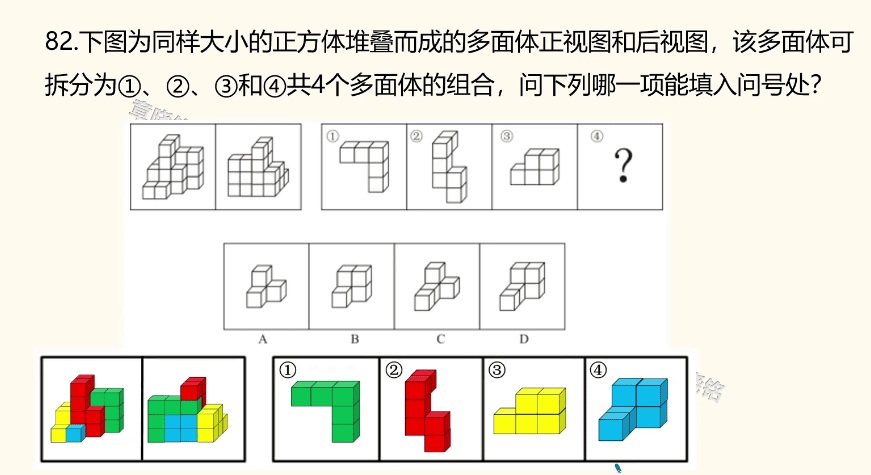 82.下图为同样大小的正方体堆叠而成的多面体正视图和后视图，该多面体可
拆分为①、②、③和④共4个多面体的组合，问下列哪一项能填入问号处？
① ② ③ ④
?
A B C D
① ② ③ ④